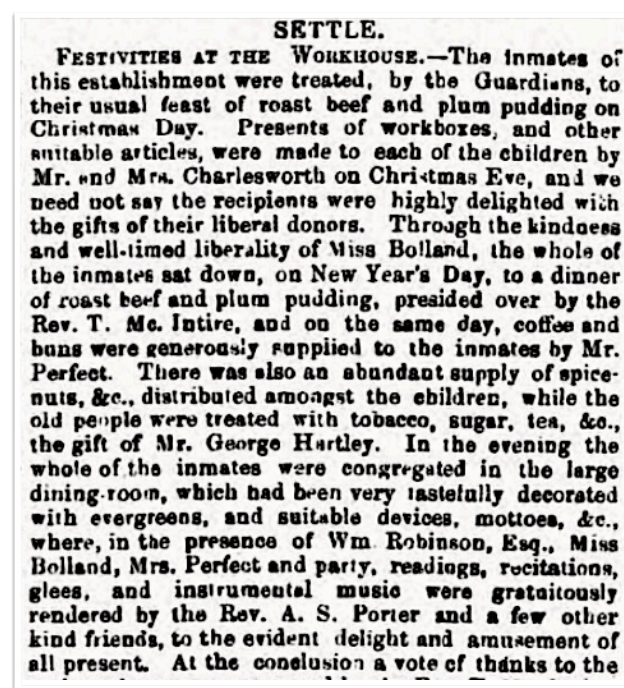 SETTLE.
FESTIVITIES AT THE WORKHOUSE.—The inmates of
this establishment were treated, by the Guardians, to
their usual feast of roast beef and plum pudding on
Christmas Day. Presents of workboxes, and other
suitable articles, were made to each of the children by
Mr. and Mrs. Charlesworth on Christmas Eve, and we
need not say the recipients were highly delighted with
the gifts of their liberal donors. Through the kindness
and well-timed liberality of Miss Bolland, the whole of
the inmates sat down, on New Year's Day, to a dinner
of roast beef and plum pudding, presided over by the
Rev. T. Mc. Intire, and on the same day, coffee and
buns were generously supplied to the inmates by Mr.
Perfect. There was also an abundant supply of spice-
nuts, &c., distributed amongst the children, while the
old people were treated with tobacco, sugar, tea, &c.,
the gift of Mr. George Hartley. In the evening the
whole of the inmates were congregated in the large
dining-room, which had been very tastefully decorated
with evergreens, and suitable devices, mottoes, &c.,
where, in the presence of Wm. Robinson, Esq., Miss
Bolland, Mrs. Perfect and party, readings, recitations,
glees, and instrumental music were gratuitously
rendered by the Rev. A. S. Porter and a few other
kind friends, to the evident delight and amusement of
all present. At the conclusion a vote of thanks to the